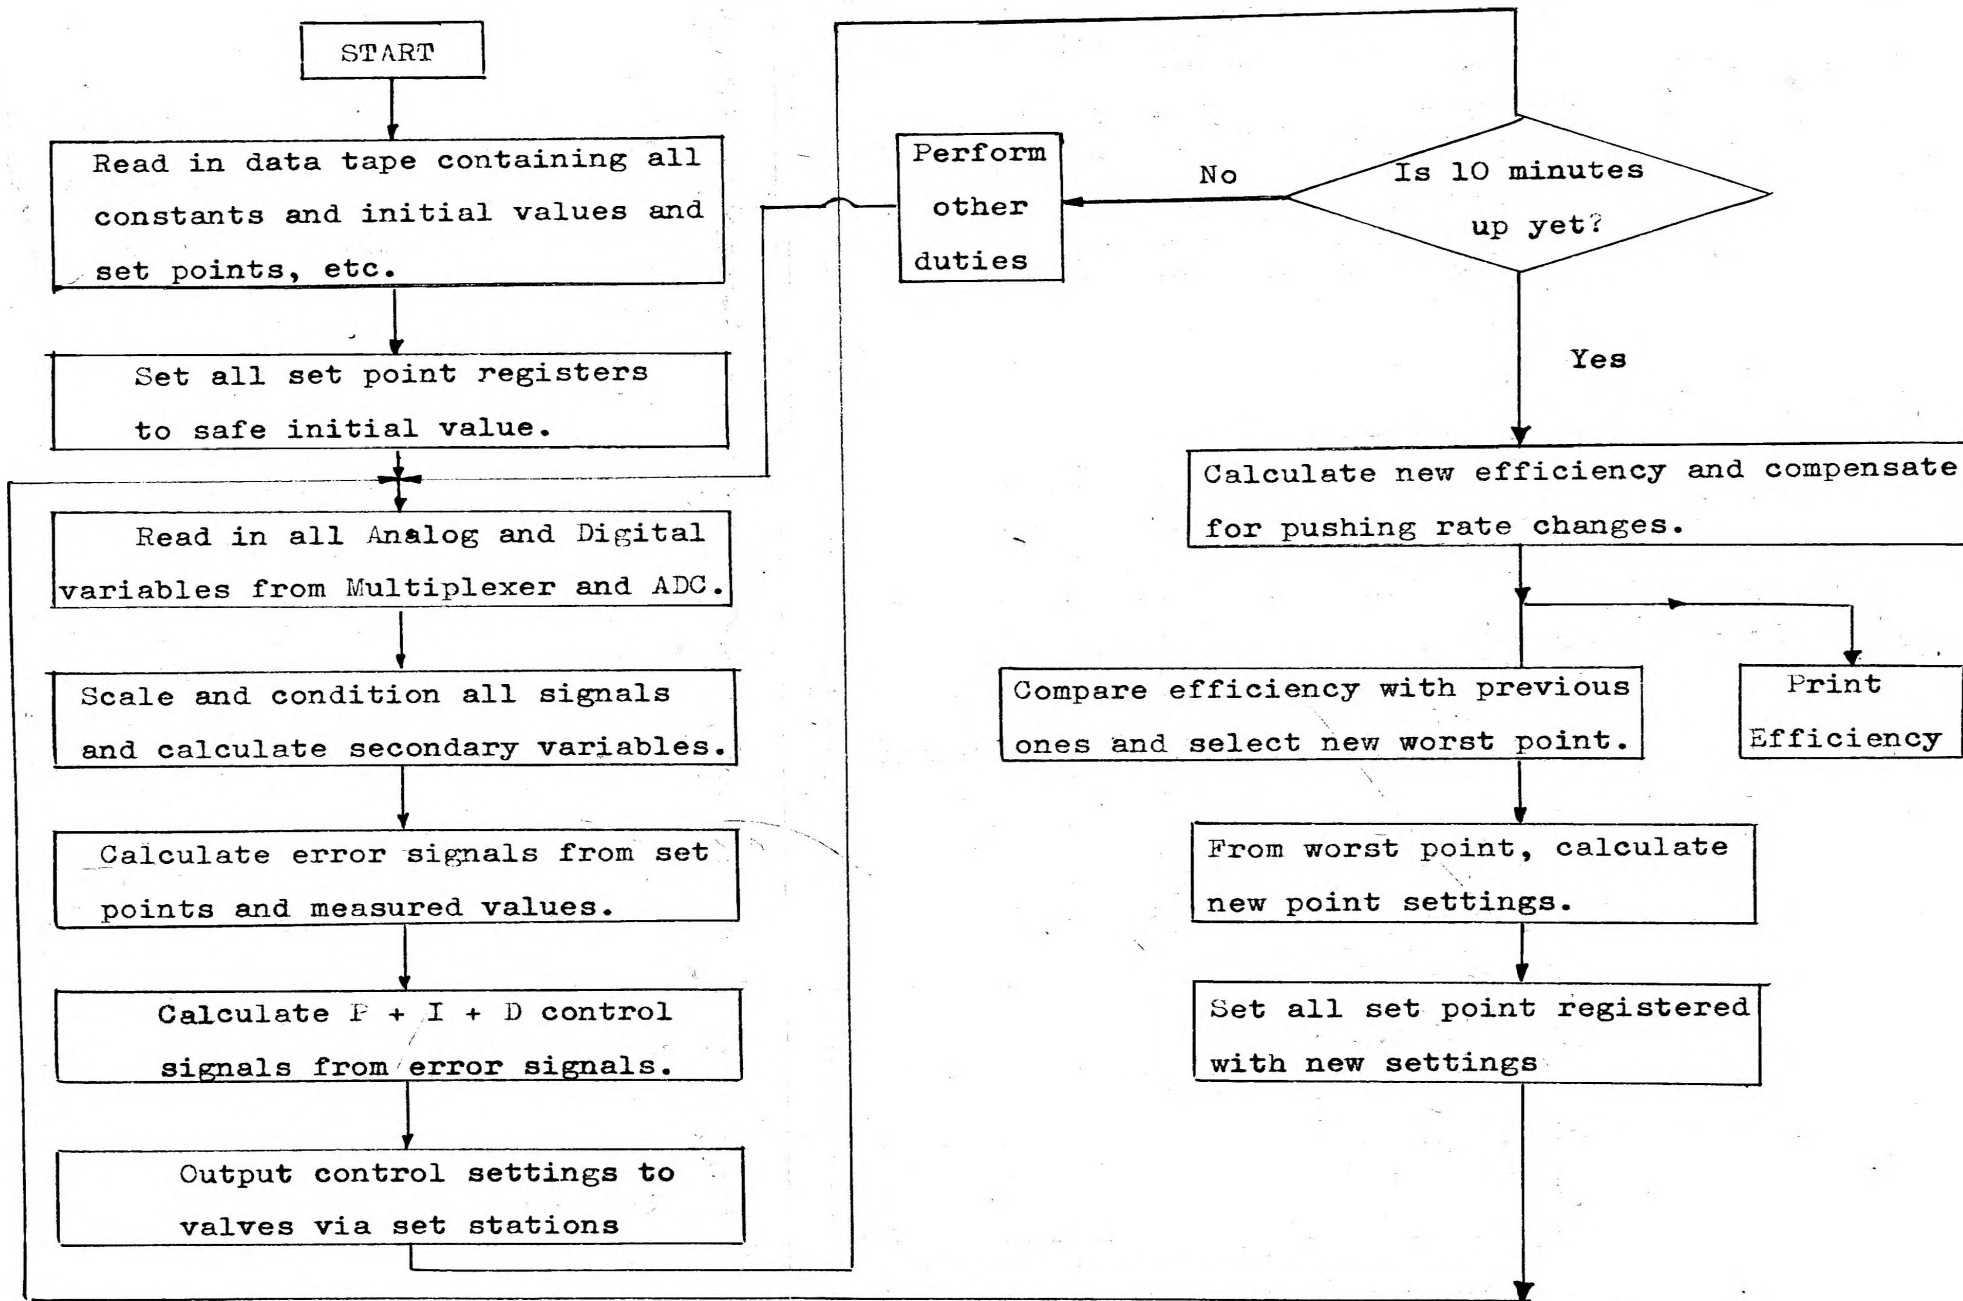 START
Read in data tape containing all
constants and initial values and
set points, etc.
Set all set point registers
to safe initial value.
Read in all Analog and Digital
variables from Multiplexer and ADC.
Scale and condition all signals
and calculate secondary variables.
Calculate error signals from set
points and measured values.
Calculate P + I + D control
signals from error signals.
Output control settings to
valves via set stations
Perform
other
duties
No
Is 10 minutes
up yet?
Yes
Calculate new efficiency and compensate
for pushing rate changes.
Compare efficiency with previous
ones and select new worst point.
Print
Efficiency
From worst point, calculate
new point settings.
Set all set point registered
with new settings